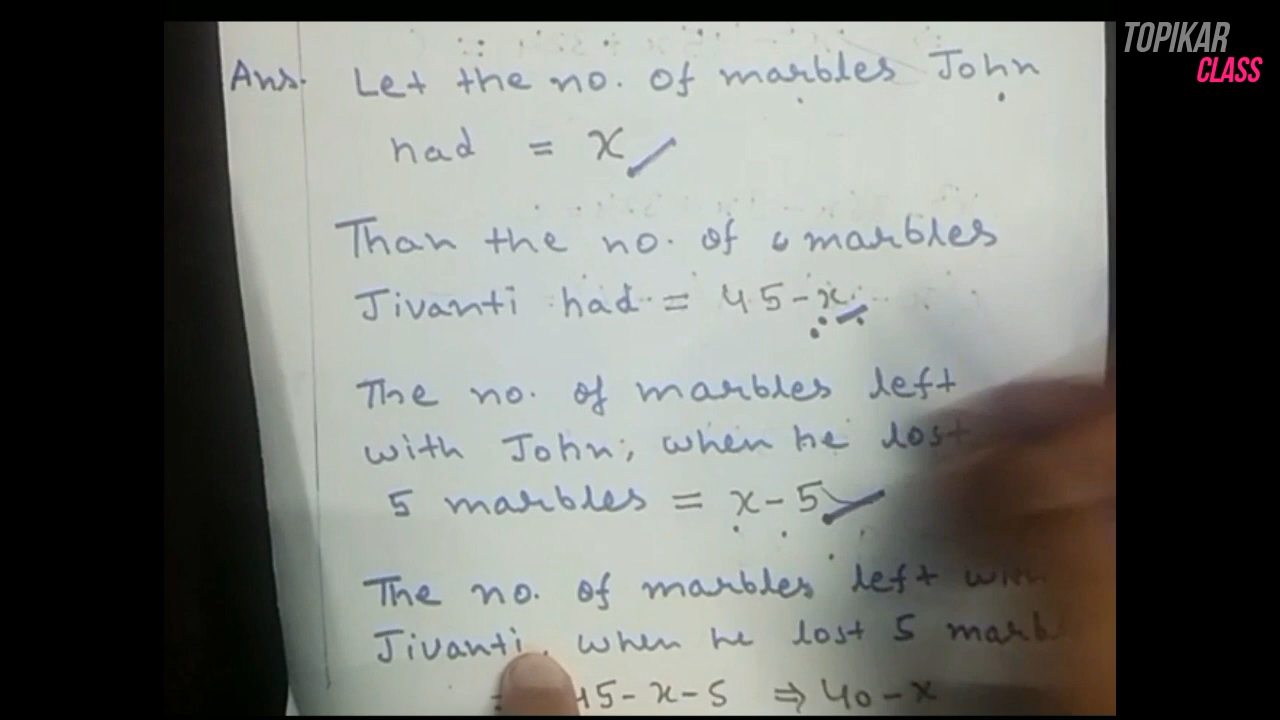 TOPIKAR
CLASS
Ans. Let the no. of marbles John
had = x
Than the no. of marbles
Jivanti had = 45-x
The no. of marbles left
with John, when he lost
5 marbles = x-5
The no. of marbles left with
Jivanti, when he lost 5 marb
= 45-x-5 ⇒ 40-x